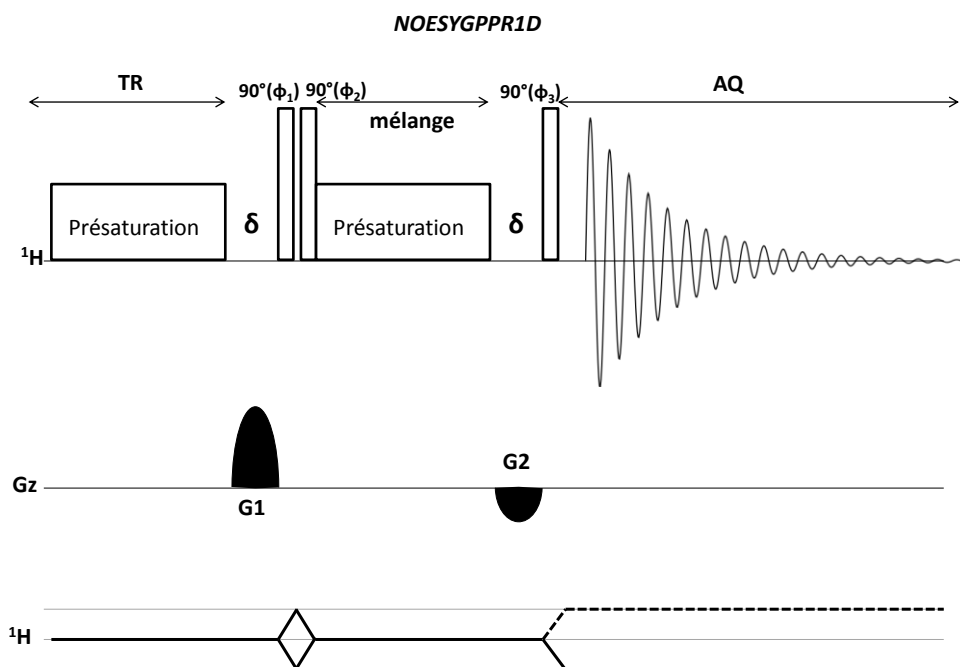 NOESYGPPR1D
TR 90°(ϕ₁) 90°(ϕ₂) 90°(ϕ₃) AQ
mélange
Présaturation δ Présaturation δ
¹H
G2
Gz
G1
¹H